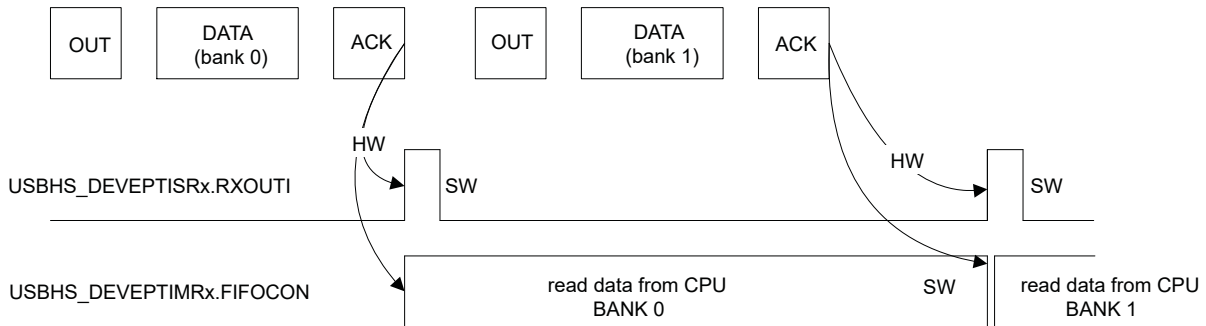 OUT
DATA
(bank 0)
ACK
OUT
DATA
(bank 1)
ACK
HW
HW
USBHS_DEVEPTISRx.RXOUTI
SW
SW
USBHS_DEVEPTIMRx.FIFOCON
read data from CPU
BANK 0
SW
read data from CPU
BANK 1